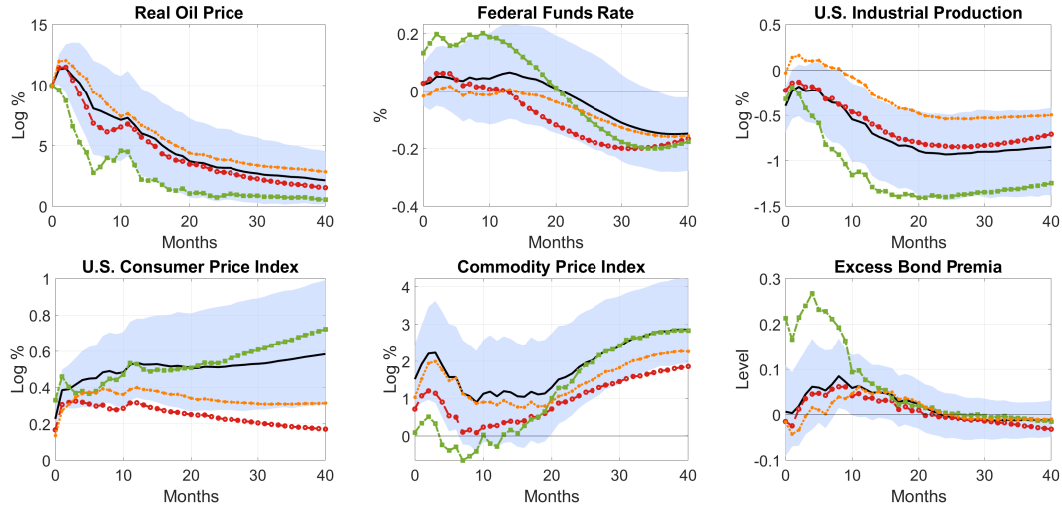 Real Oil Price
Log %
15
10
5
0
0 10 20 30 40
Months
Federal Funds Rate
%
0.2
0
-0.2
-0.4
0 10 20 30 40
Months
U.S. Industrial Production
Log %
0.5
0
-0.5
-1
-1.5
0 10 20 30 40
Months
U.S. Consumer Price Index
Log %
1
0.8
0.6
0.4
0.2
0
0 10 20 30 40
Months
Commodity Price Index
Log %
4
3
2
1
0
0 10 20 30 40
Months
Excess Bond Premia
Level
0.3
0.2
0.1
0
-0.1
0 10 20 30 40
Months